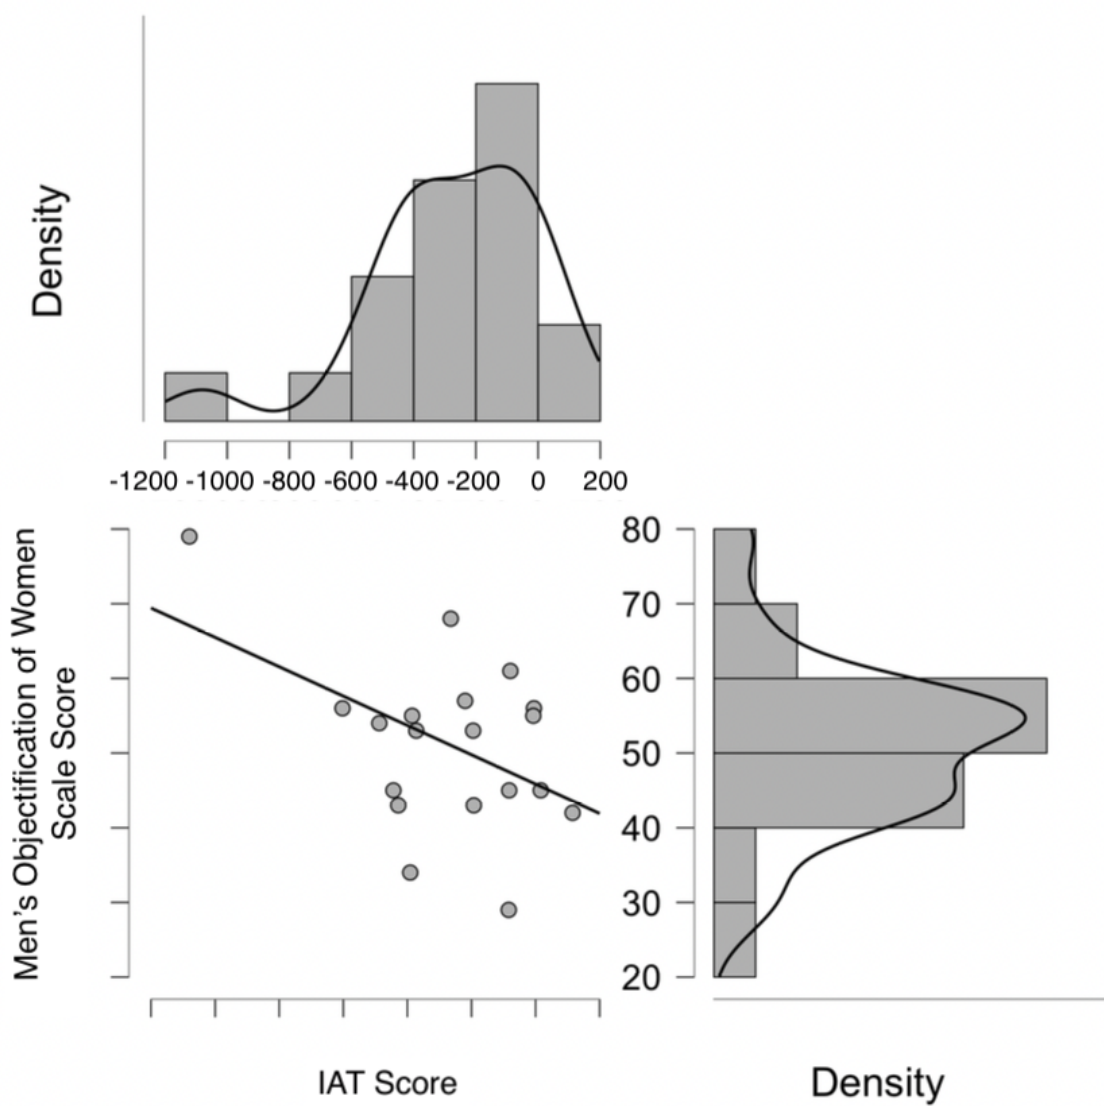 Density
-1200 -1000 -800 -600 -400 -200 0 200
Men’s Objectification of Women
Scale Score
80
70
60
50
40
30
20
IAT Score
Density